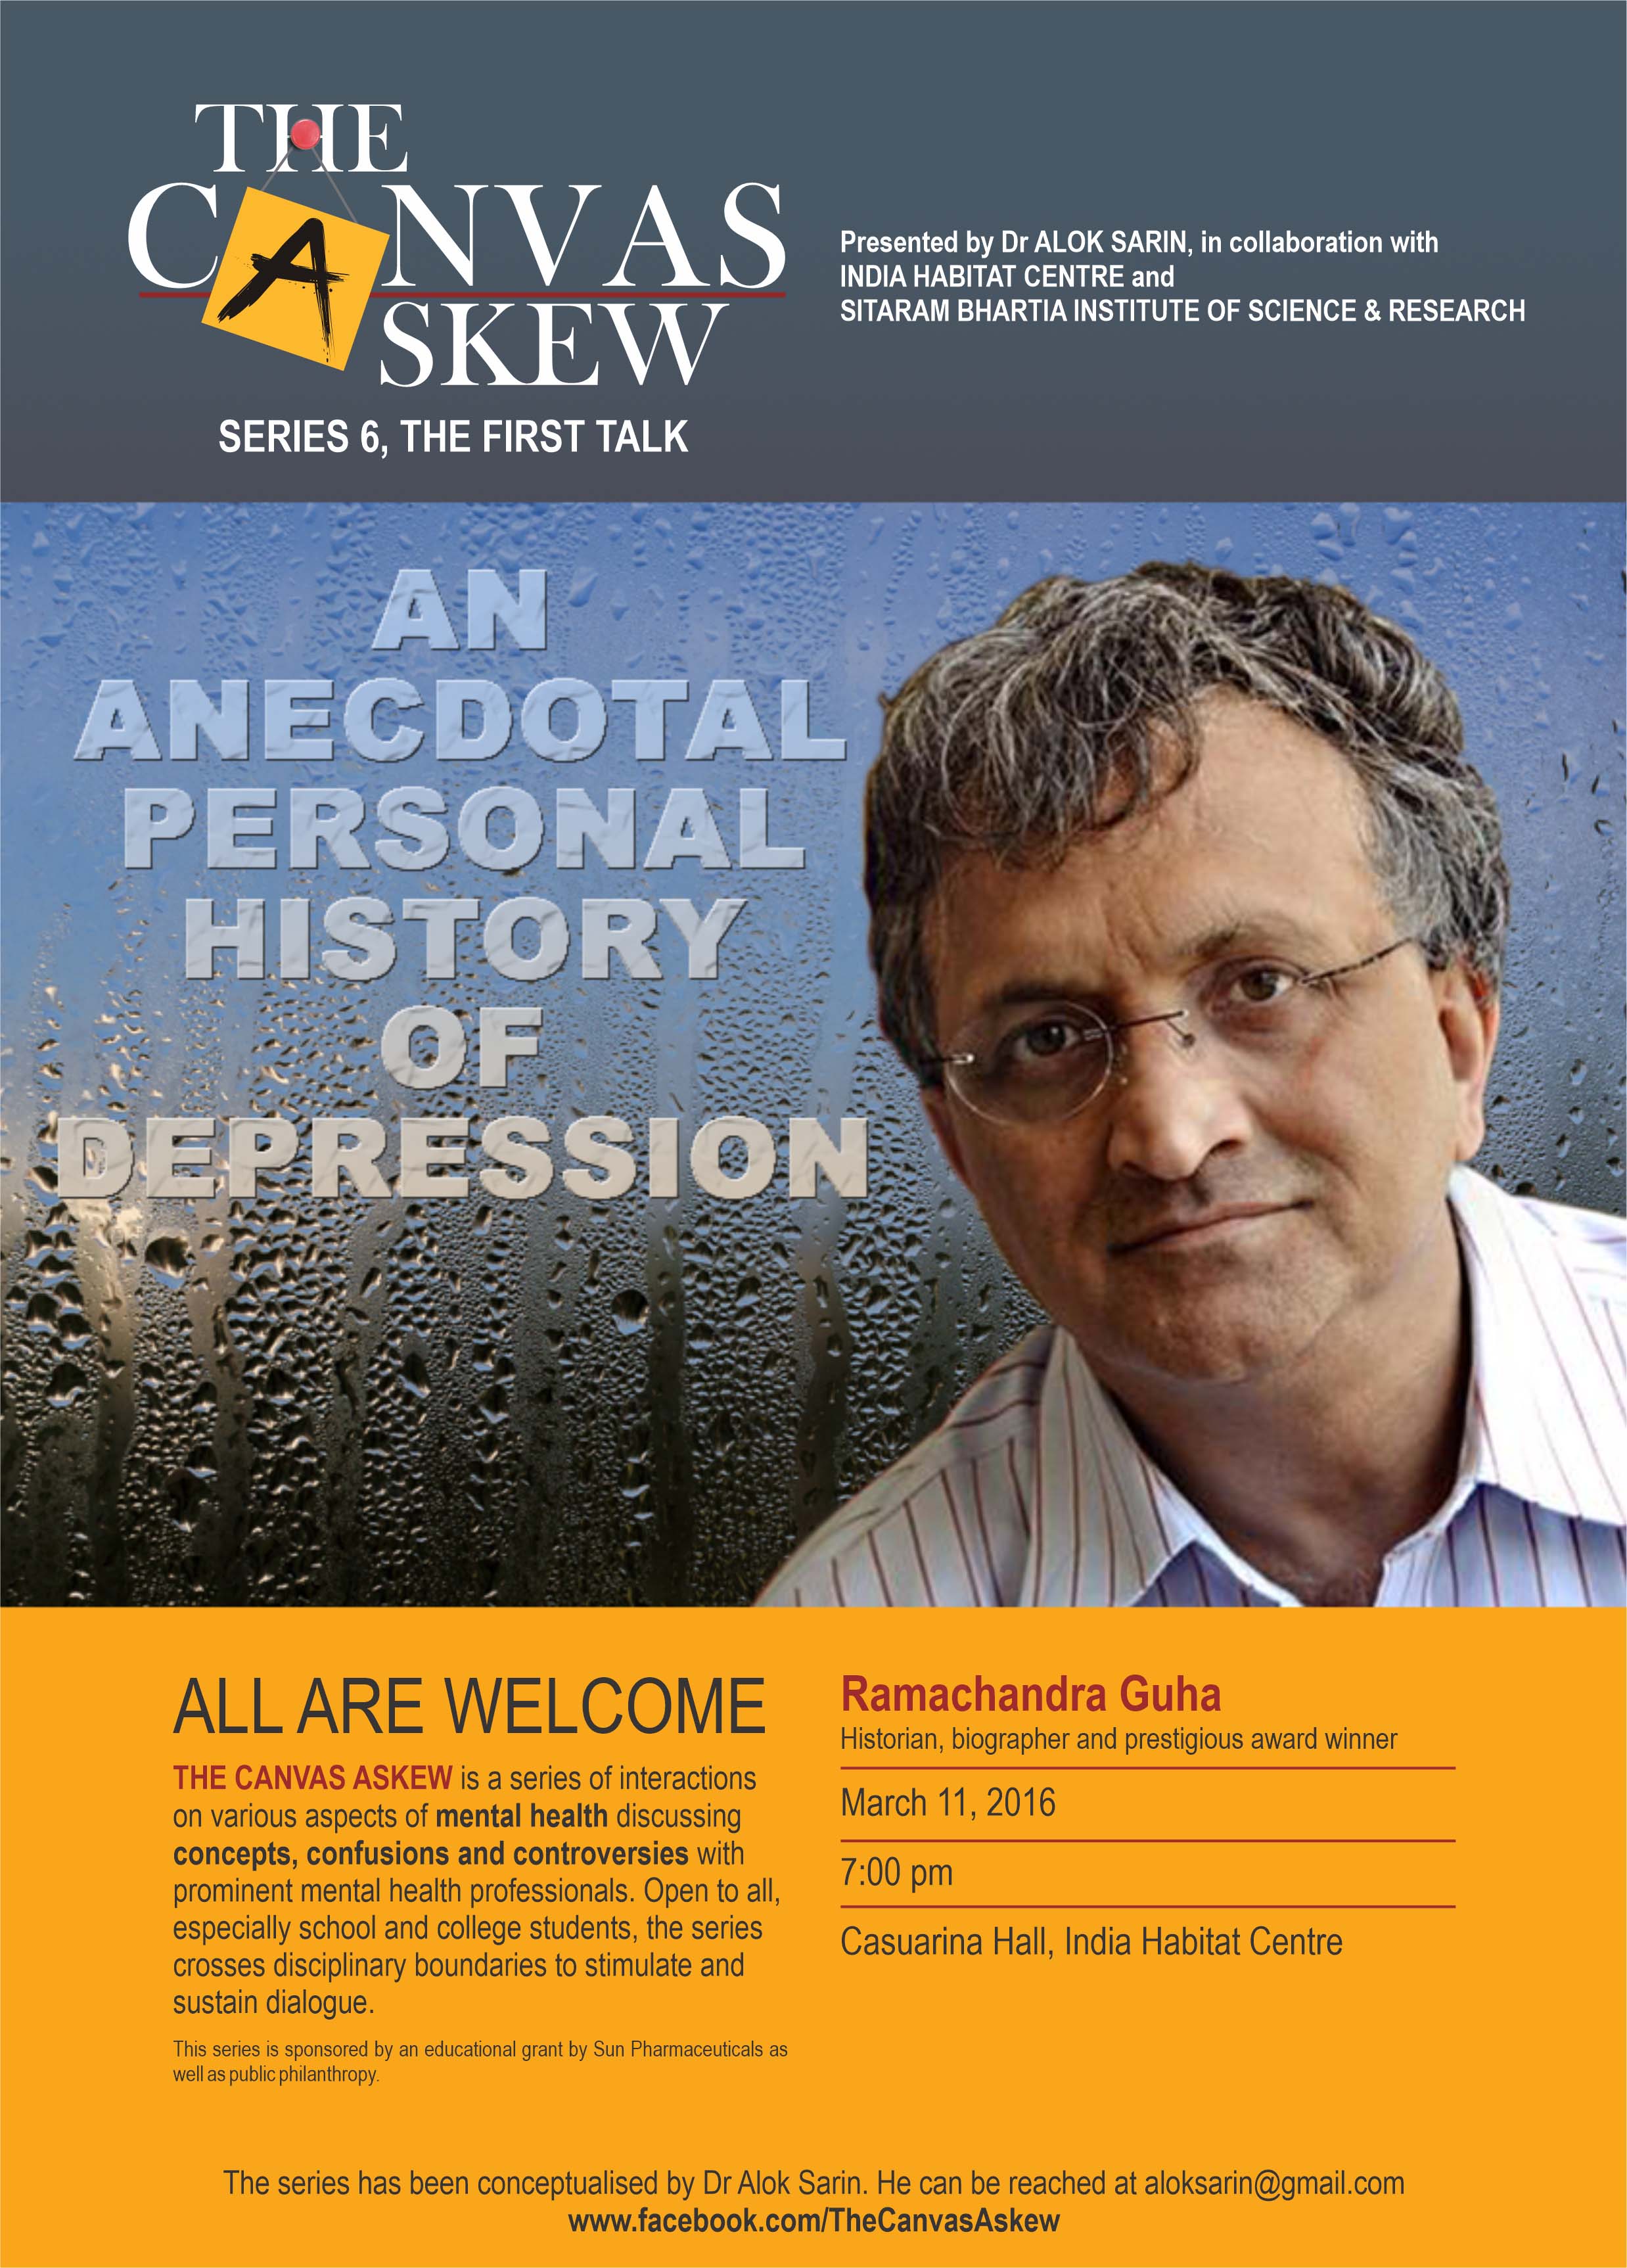 THE
CANVAS
ASKEW
SERIES 6, THE FIRST TALK
Presented by Dr ALOK SARIN, in collaboration with
INDIA HABITAT CENTRE and
SITARAM BHARTIA INSTITUTE OF SCIENCE & RESEARCH
AN
ANECDOTAL
PERSONAL
HISTORY
OF
DEPRESSION
ALL ARE WELCOME
THE CANVAS ASKEW is a series of interactions
on various aspects of mental health discussing
concepts, confusions and controversies with
prominent mental health professionals. Open to all,
especially school and college students, the series
crosses disciplinary boundaries to stimulate and
sustain dialogue.
This series is sponsored by an educational grant by Sun Pharmaceuticals as
well as public philanthropy.
Ramachandra Guha
Historian, biographer and prestigious award winner
March 11, 2016
7:00 pm
Casuarina Hall, India Habitat Centre
The series has been conceptualised by Dr Alok Sarin. He can be reached at aloksarin@gmail.com
www.facebook.com/TheCanvasAskew